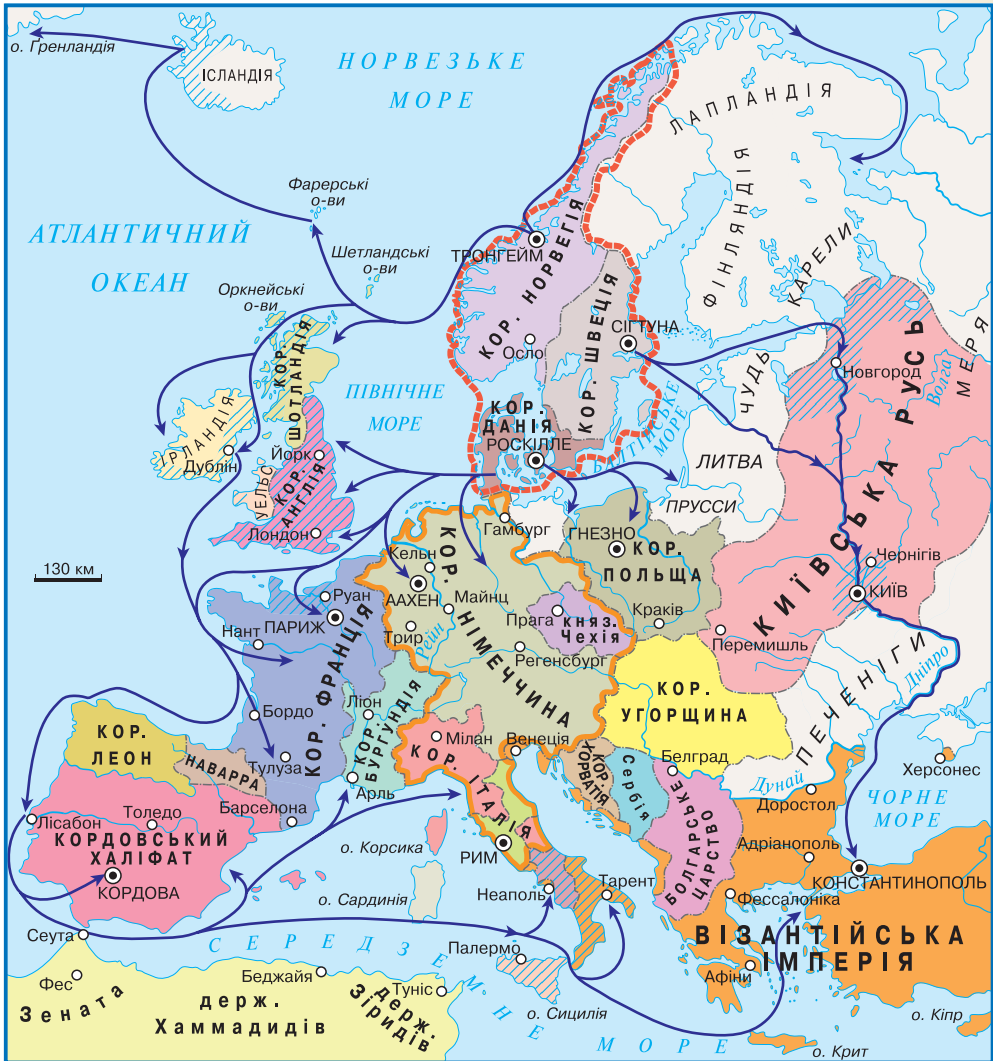 о. Гренландія
ІСЛАНДІЯ
НОРВЕЗЬКЕ
МОРЕ
ЛАПЛАНДІЯ
ФІНЛЯНДІЯ
КАРЕЛИ
Фарерські
о-ви
Шетландські
о-ви
Оркнейські
о-ви
АТЛАНТИЧНИЙ
ОКЕАН
ТРОНГЕЙМ
КОР. НОРВЕГІЯ
Осло
КОР. ШВЕЦІЯ
СІГТУНА
КОР.
ШОТЛАНДІЯ
ПІВНІЧНЕ
МОРЕ
КОР.
ДАНІЯ
РОСКІЛЛЕ
БАЛТІЙСЬКЕ
МОРЕ
ЧУДЬ
Новгород
Волга
МЕРЯ
КИЇВСЬКА РУСЬ
ІРЛАНДІЯ
Дублін
Йорк
УЕЛЬС
КОР.
АНГЛІЯ
Лондон
ЛИТВА
ПРУССИ
130 км
Гамбург
ГНЕЗНО
КОР.
ПОЛЬЩА
Краків
Чернігів
КИЇВ
Перемишль
Кельн
ААХЕН
Майнц
Трир
Рейн
КОР. НІМЕЧЧИНА
Прага
КНЯЗ.
Чехія
Регенсбург
Руан
ПАРИЖ
Нант
КОР. ФРАНЦІЯ
Бордо
Тулуза
Ліон
КОР.
БУРГУНДІЯ
Арль
КОР.
УГОРЩИНА
ПЕЧЕНІГИ
Дніпро
КОР.
ЛЕОН
НАВАРРА
Барселона
Мілан
Венеція
КОР. ІТАЛІЯ
КОР.
ХОРВАТІЯ
Сербія
Белград
БОЛГАРСЬКЕ
ЦАРСТВО
Дунай
Доростол
Херсонес
ЧОРНЕ
МОРЕ
Лісабон
Толедо
КОРДОВСЬКИЙ
ХАЛІФАТ
КОРДОВА
о. Корсика
о. Сардинія
РИМ
Неаполь
Тарент
Адріанополь
КОНСТАНТИНОПОЛЬ
Фессалоніка
ВІЗАНТІЙСЬКА
ІМПЕРІЯ
Афіни
Сеута
Фес
Зената
Беджайя
держ.
Хаммадидів
Туніс
держ.
Зіридів
СЕРЕДЗЕМНЕ МОРЕ
Палермо
о. Сицилія
о. Крит
о. Кіпр